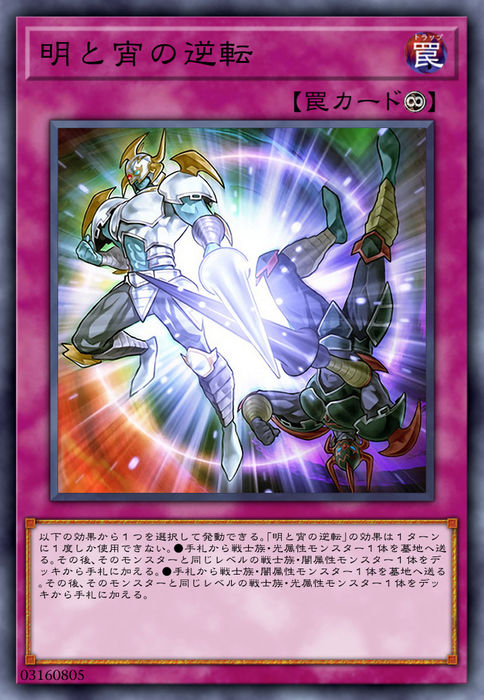 明と宵の逆転
トラップ
罠
【罠カード】
以下の効果から１つを選択して発動できる。「明と宵の逆転」の効果は１ターン
に１度しか使用できない。●手札から戦士族・光属性モンスター１体を墓地へ送
る。その後、そのモンスターと同じレベルの戦士族・闇属性モンスター１体をデ
ッキから手札に加える。●手札から戦士族・闇属性モンスター１体を墓地へ送る
。その後、そのモンスターと同じレベルの戦士族・光属性モンスター１体をデッ
キから手札に加える。
03160805